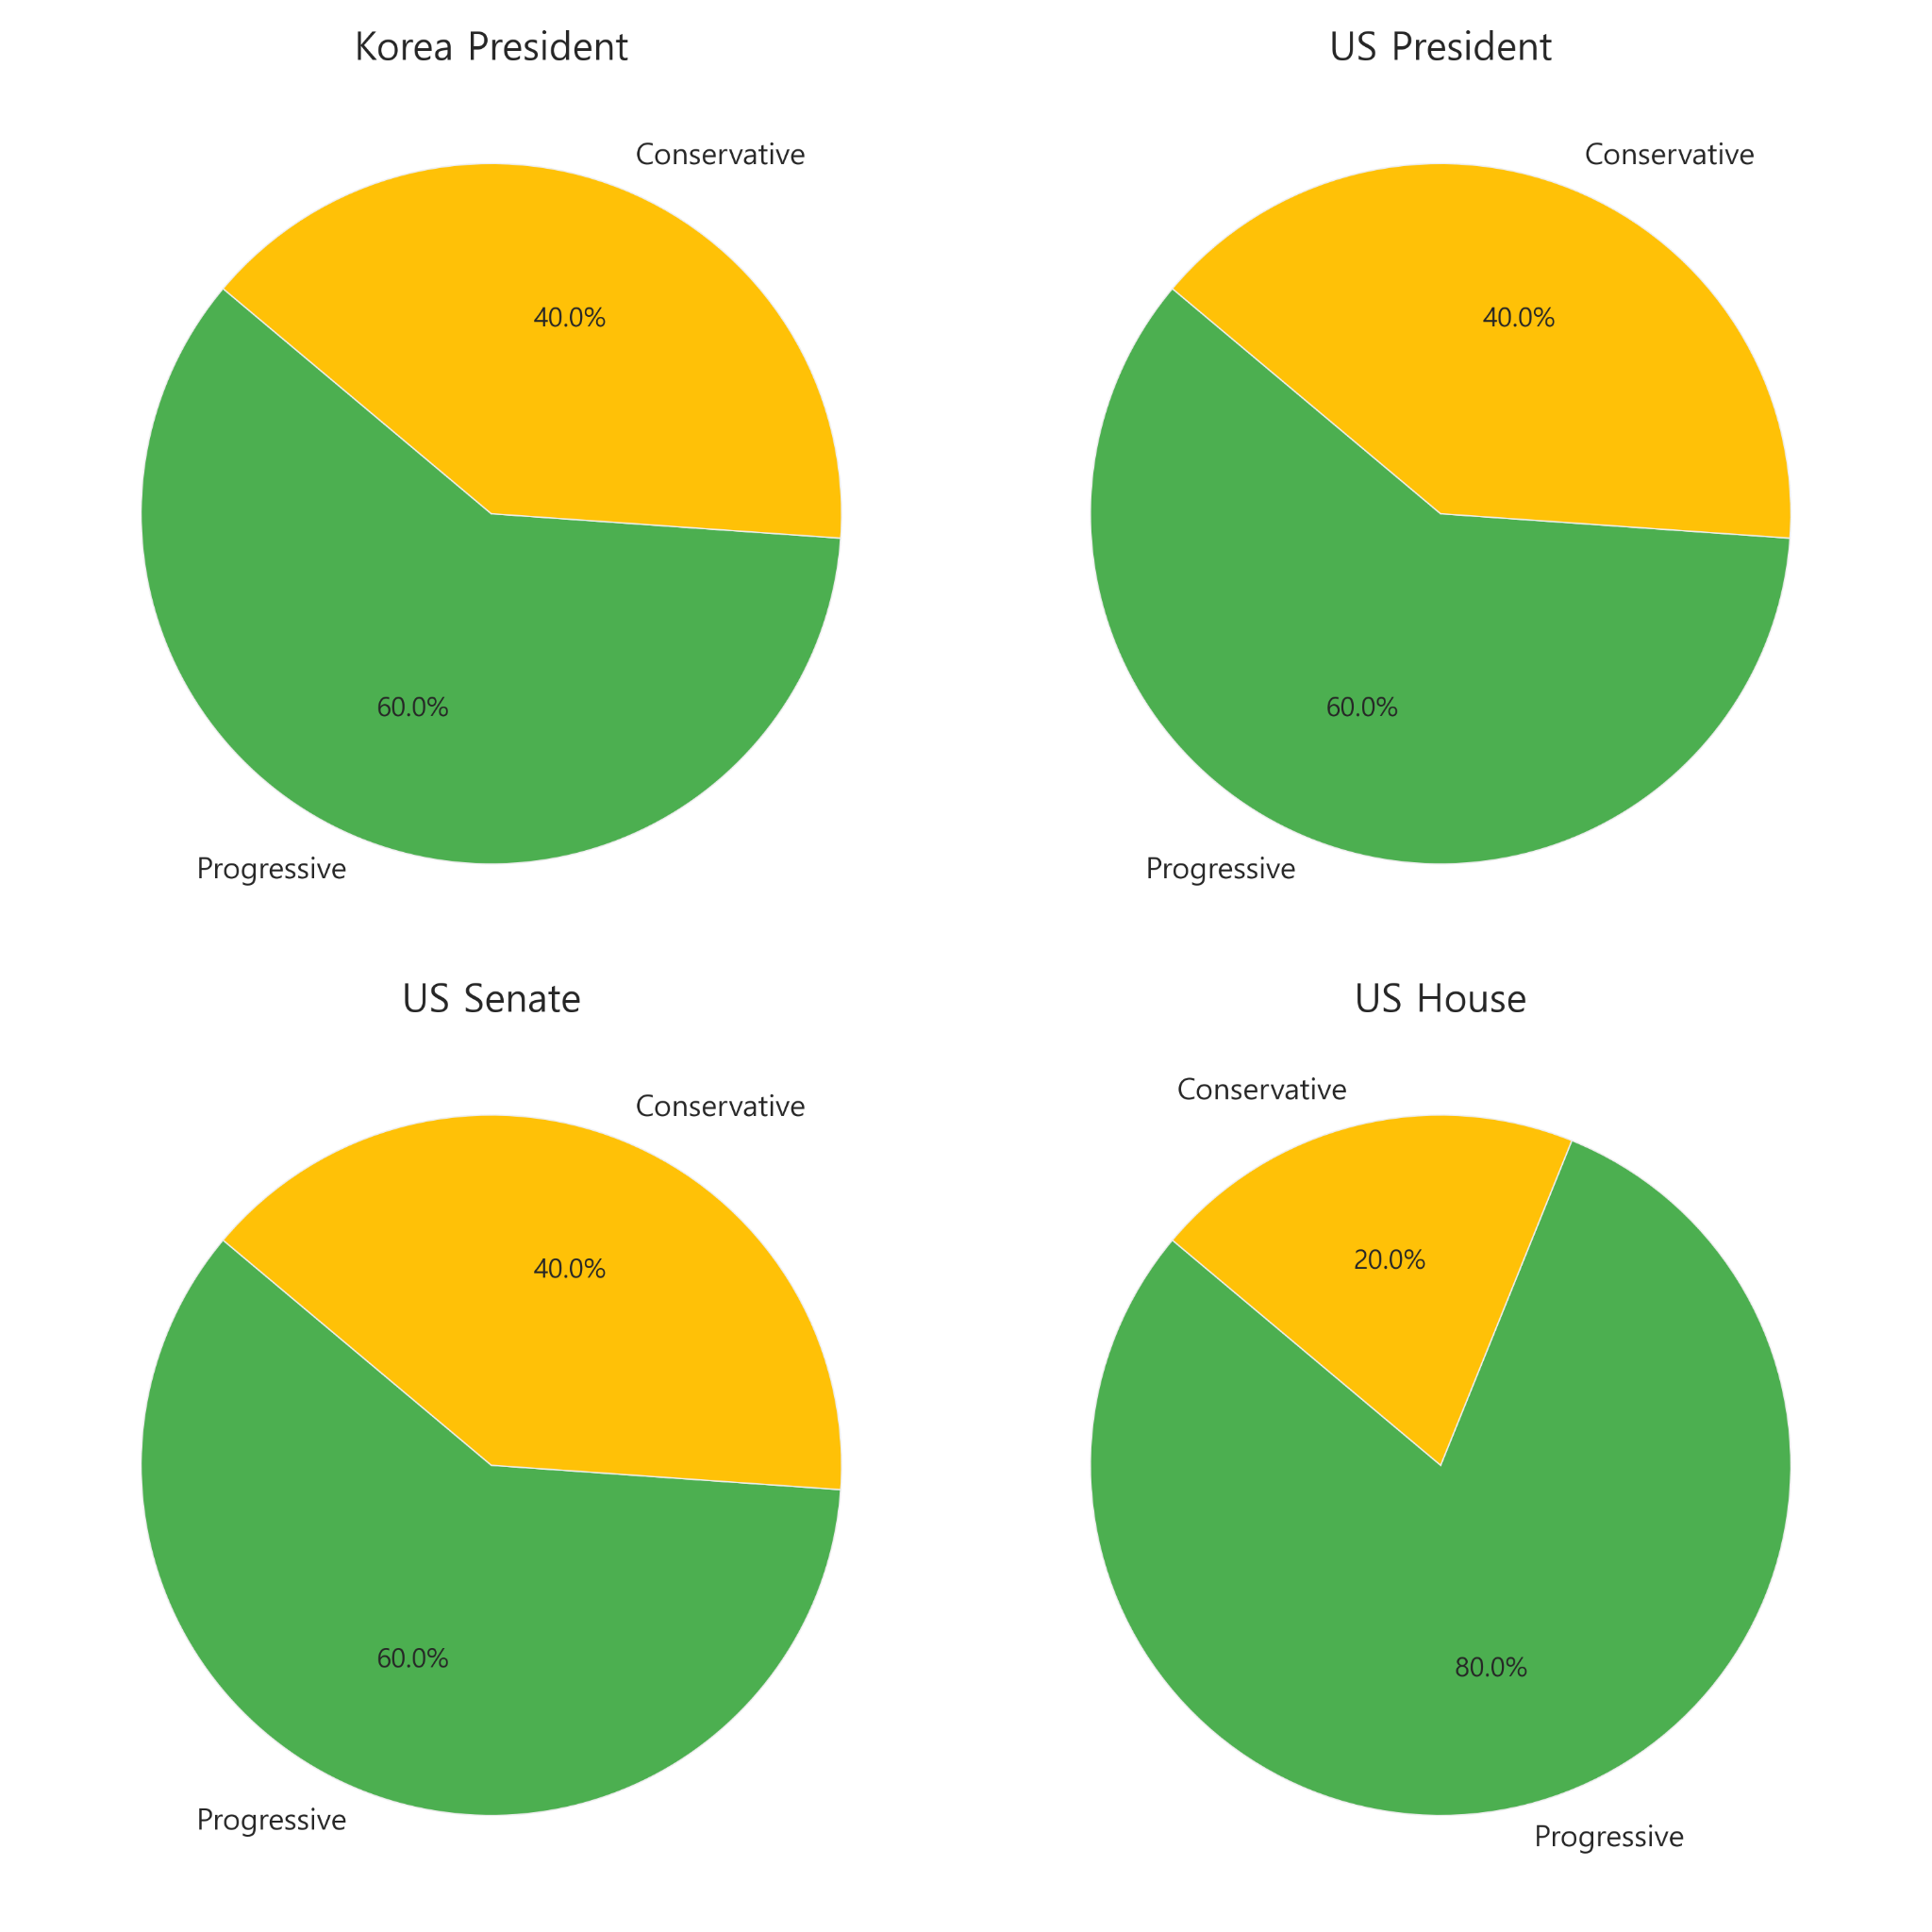 Korea President
Conservative
40.0%
60.0%
Progressive
US President
Conservative
40.0%
60.0%
Progressive
US Senate
Conservative
40.0%
60.0%
Progressive
US House
Conservative
20.0%
80.0%
Progressive